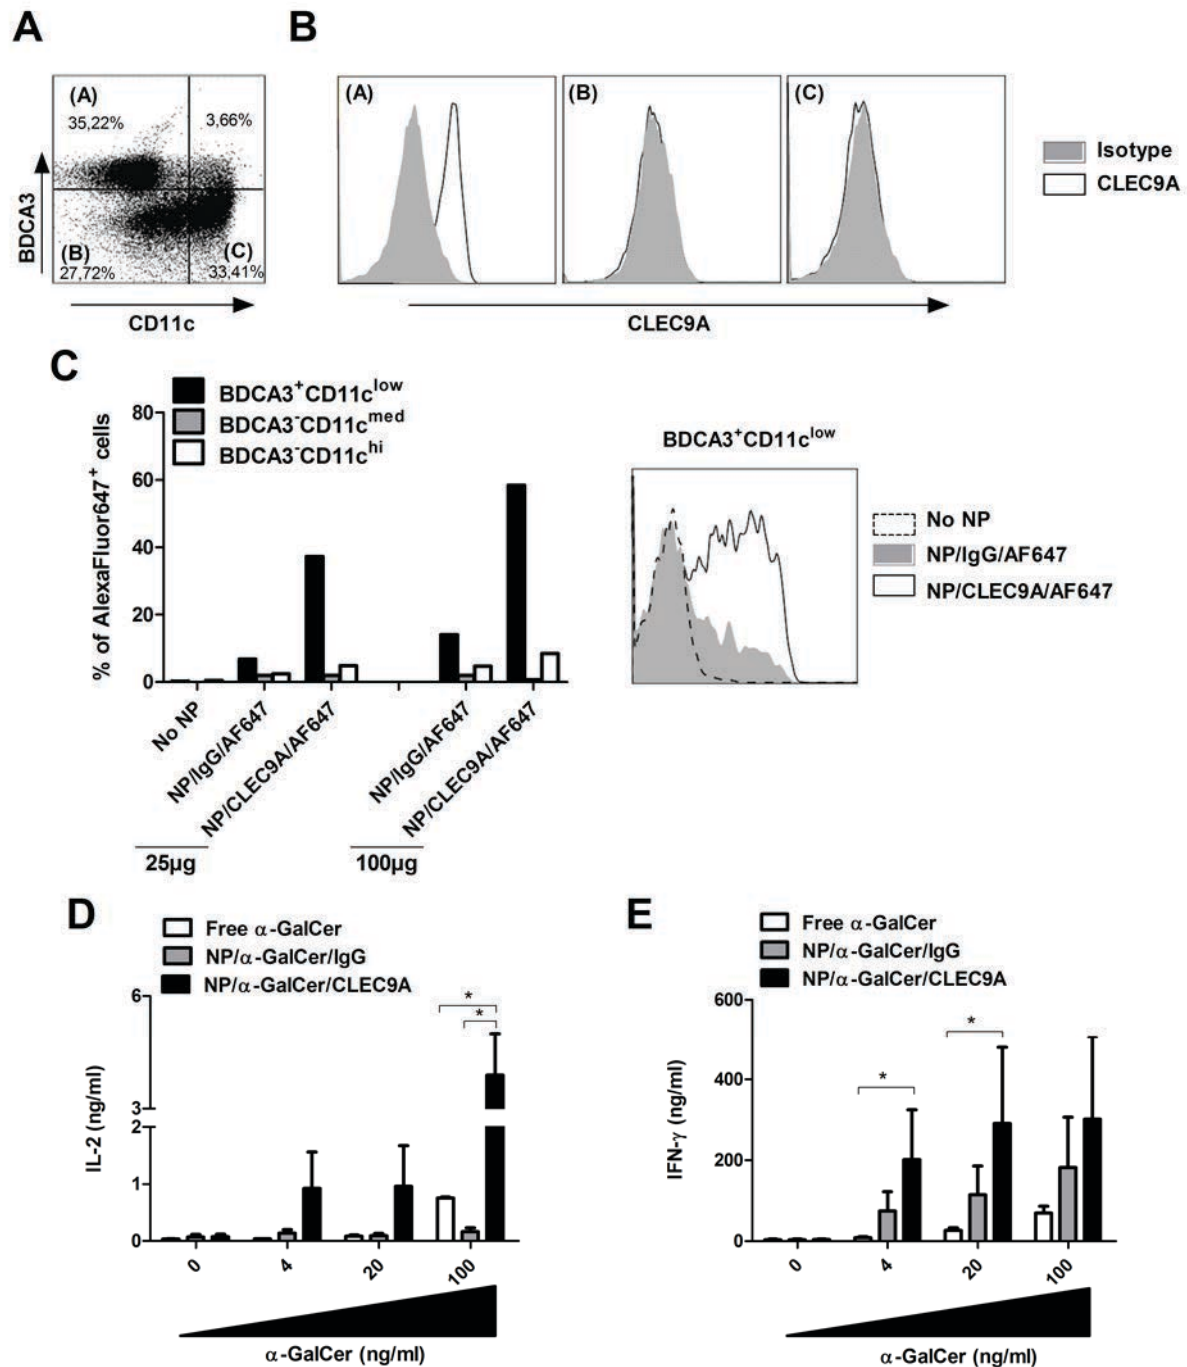 A
B
(A)
35,22%
3,66%
(B)
27,72%
(C)
33,41%
BDCA3
CD11c
(A)
(B)
(C)
Isotype
CLEC9A
CLEC9A
C
BDCA3+CD11clow
BDCA3-CD11cmed
BDCA3-CD11chi
% of AlexaFluor647+ cells
80
60
40
20
0
No NP
NP/IgG/AF647
NP/CLEC9A/AF647
NP/IgG/AF647
NP/CLEC9A/AF647
25µg
100µg
BDCA3+CD11clow
No NP
NP/IgG/AF647
NP/CLEC9A/AF647
D
Free α-GalCer
NP/α-GalCer/IgG
NP/α-GalCer/CLEC9A
IL-2 (ng/ml)
6
3
2
1
0
*
*
0
4
20
100
α-GalCer (ng/ml)
E
Free α-GalCer
NP/α-GalCer/IgG
NP/α-GalCer/CLEC9A
IFN-γ (ng/ml)
600
400
200
0
*
*
0
4
20
100
α-GalCer (ng/ml)